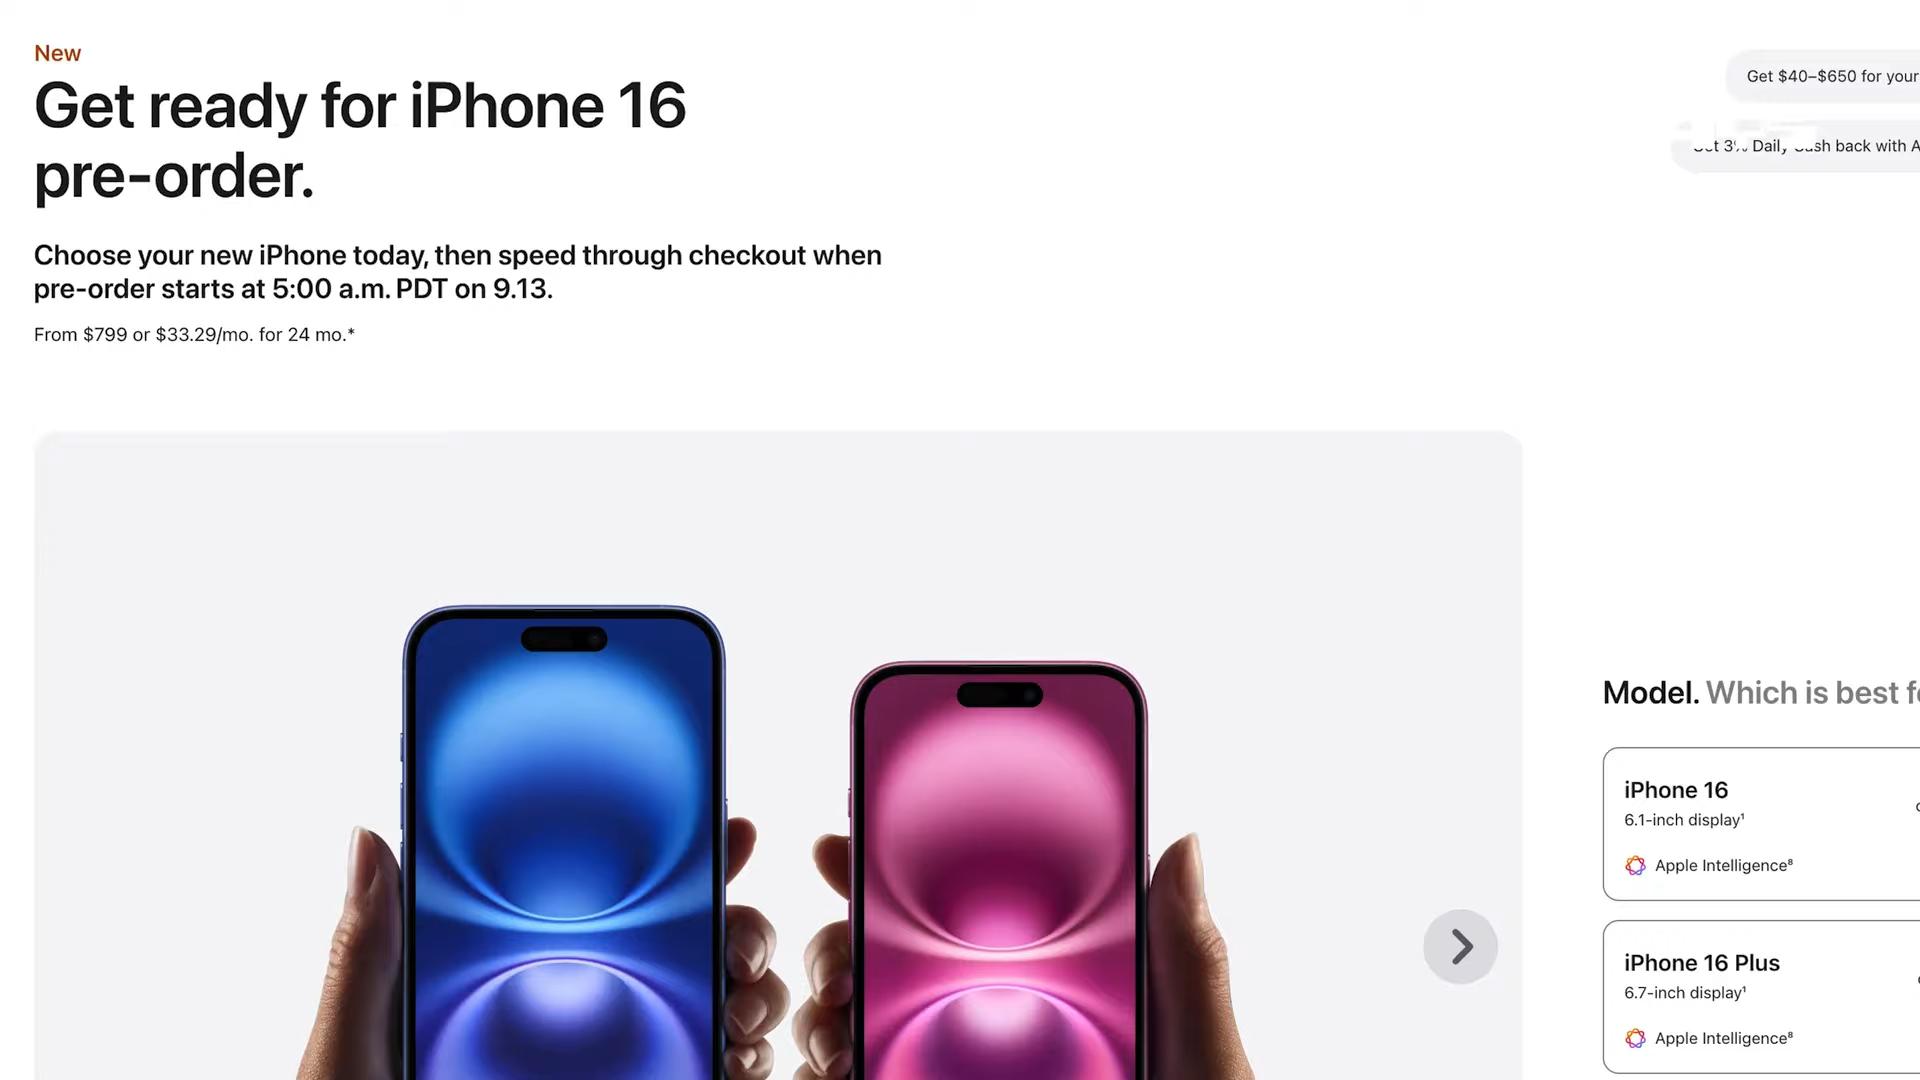 New
Get ready for iPhone 16
pre-order.
Choose your new iPhone today, then speed through checkout when
pre-order starts at 5:00 a.m. PDT on 9.13.
From $799 or $33.29/mo. for 24 mo.*
Get $40–$650 for your
3% Daily Cash back with
Model. Which is best
iPhone 16
6.1-inch display¹
Apple Intelligence⁸
iPhone 16 Plus
6.7-inch display¹
Apple Intelligence⁸